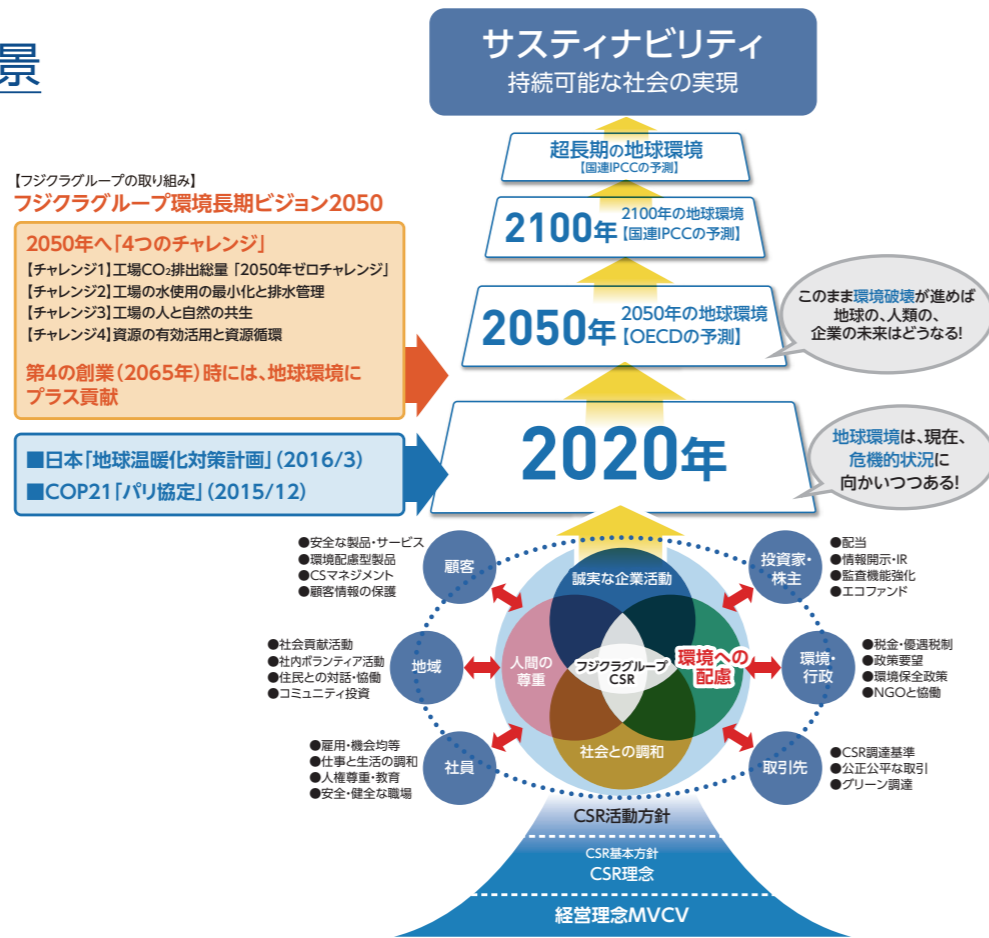 景
サスティナビリティ
持続可能な社会の実現
超長期の地球環境
【国連IPCCの予測】
2100年
2100年の地球環境
【国連IPCCの予測】
2050年
2050年の地球環境
【OECDの予測】
このまま環境破壊が進めば
地球の、人類の、
企業の未来はどうなる!
2020年
地球環境は、現在、
危機的状況に
向かいつつある!
【フジクラグループの取り組み】
フジクラグループ環境長期ビジョン2050
2050年へ「4つのチャレンジ」
【チャレンジ1】工場CO₂排出総量「2050年ゼロチャレンジ」
【チャレンジ2】工場の水使用の最小化と排水管理
【チャレンジ3】工場の人と自然の共生
【チャレンジ4】資源の有効活用と資源循環
第4の創業(2065年)時には、地球環境に
プラス貢献
■日本「地球温暖化対策計画」(2016/3)
■COP21「パリ協定」(2015/12)
●安全な製品・サービス
●環境配慮型製品
●CSマネジメント
●顧客情報の保護
顧客
●社会貢献活動
●社内ボランティア活動
●住民との対話・協働
●コミュニティ投資
地域
●雇用・機会均等
●仕事と生活の調和
●人権尊重・教育
●安全・健全な職場
社員
誠実な企業活動
人間の
尊重
フジクラグループ
CSR
環境への
配慮
社会との調和
投資家・
株主
●配当
●情報開示・IR
●監査機能強化
●エコファンド
環境・
行政
●税金・優遇税制
●政策要望
●環境保全政策
●NGOと協働
取引先
●CSR調達基準
●公正公平な取引
●グリーン調達
CSR活動方針
CSR基本方針
CSR理念
経営理念MVCV